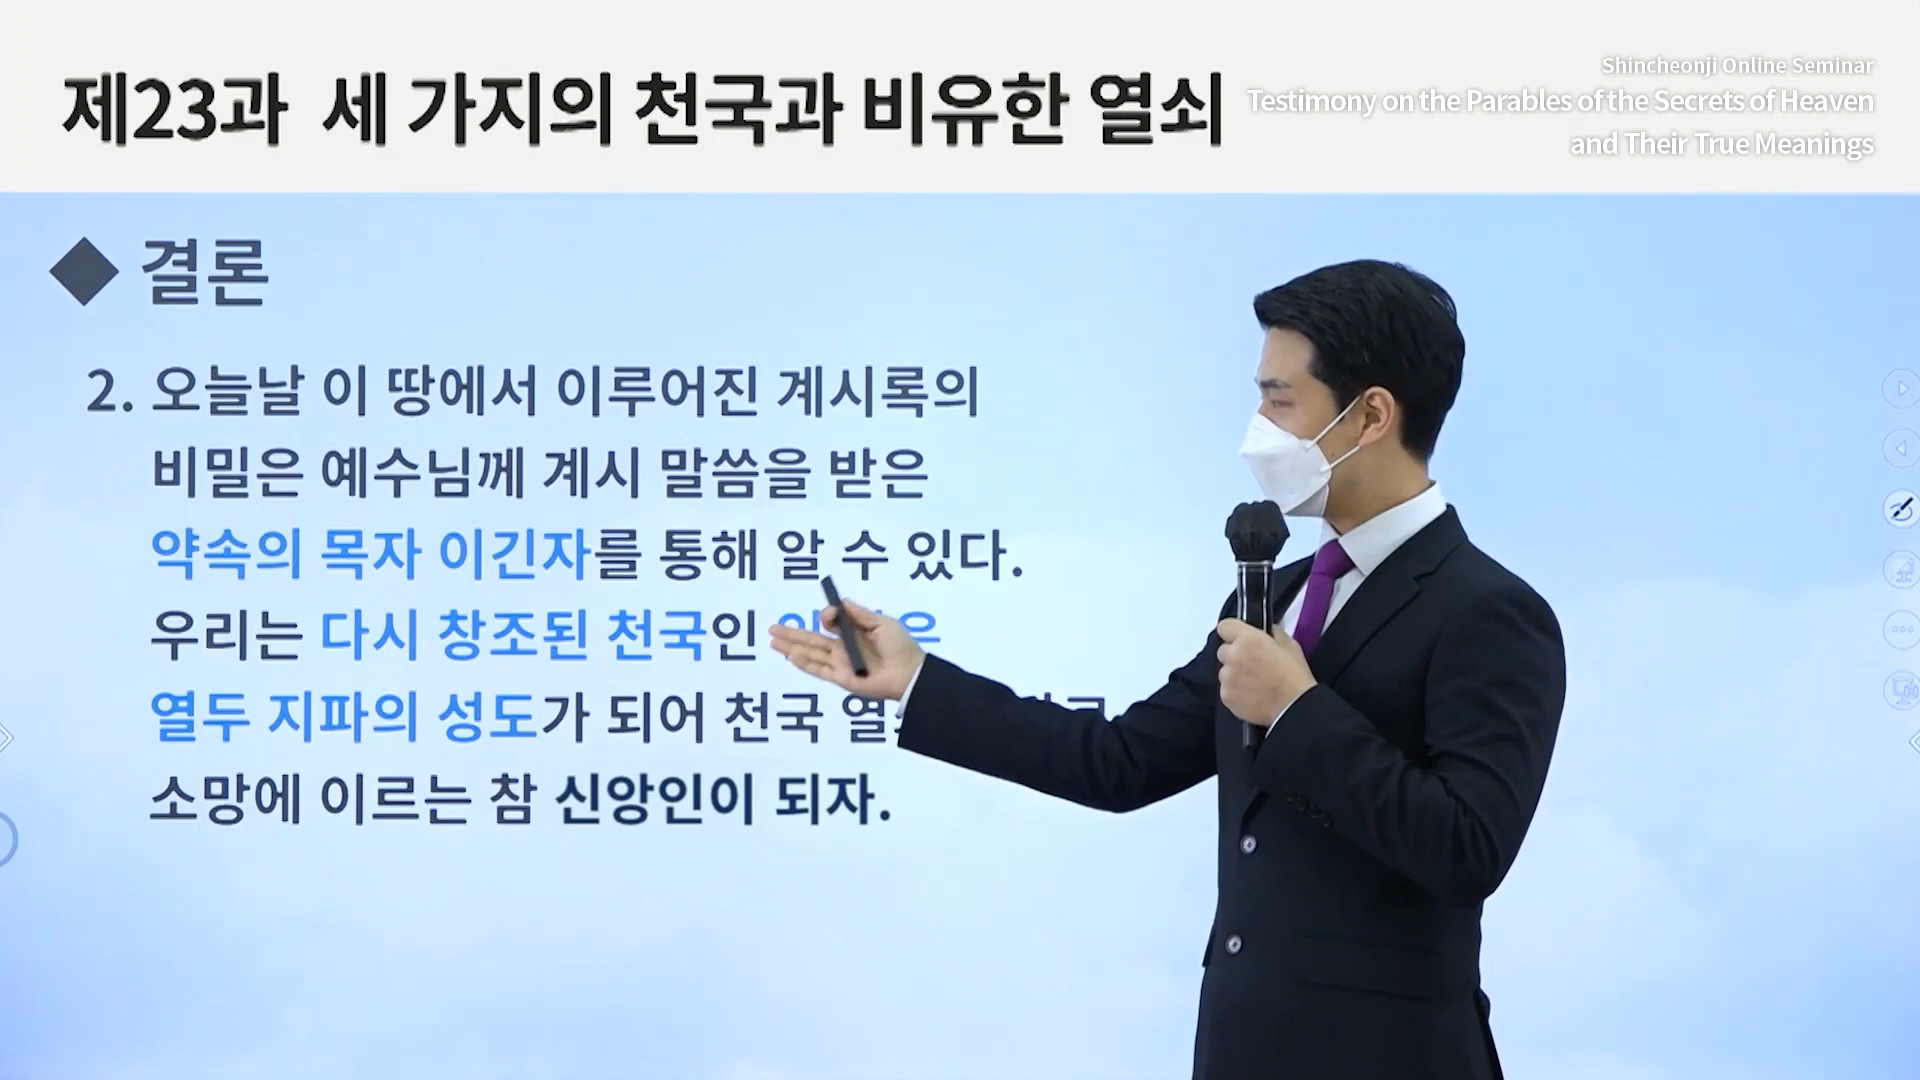 제23과 세 가지의 천국과 비유한 열쇠
Shincheonji Online Seminar
Testimony on the Parables of the Secrets of Heaven
and Their True Meanings
◆ 결론
2. 오늘날 이 땅에서 이루어진 계시록의
비밀은 예수님께 계시 말씀을 받은
약속의 목자 이긴자를 통해 알 수 있다.
우리는 다시 창조된 천국인
열두 지파의 성도가 되어 천국
소망에 이르는 참 신앙인이 되자.